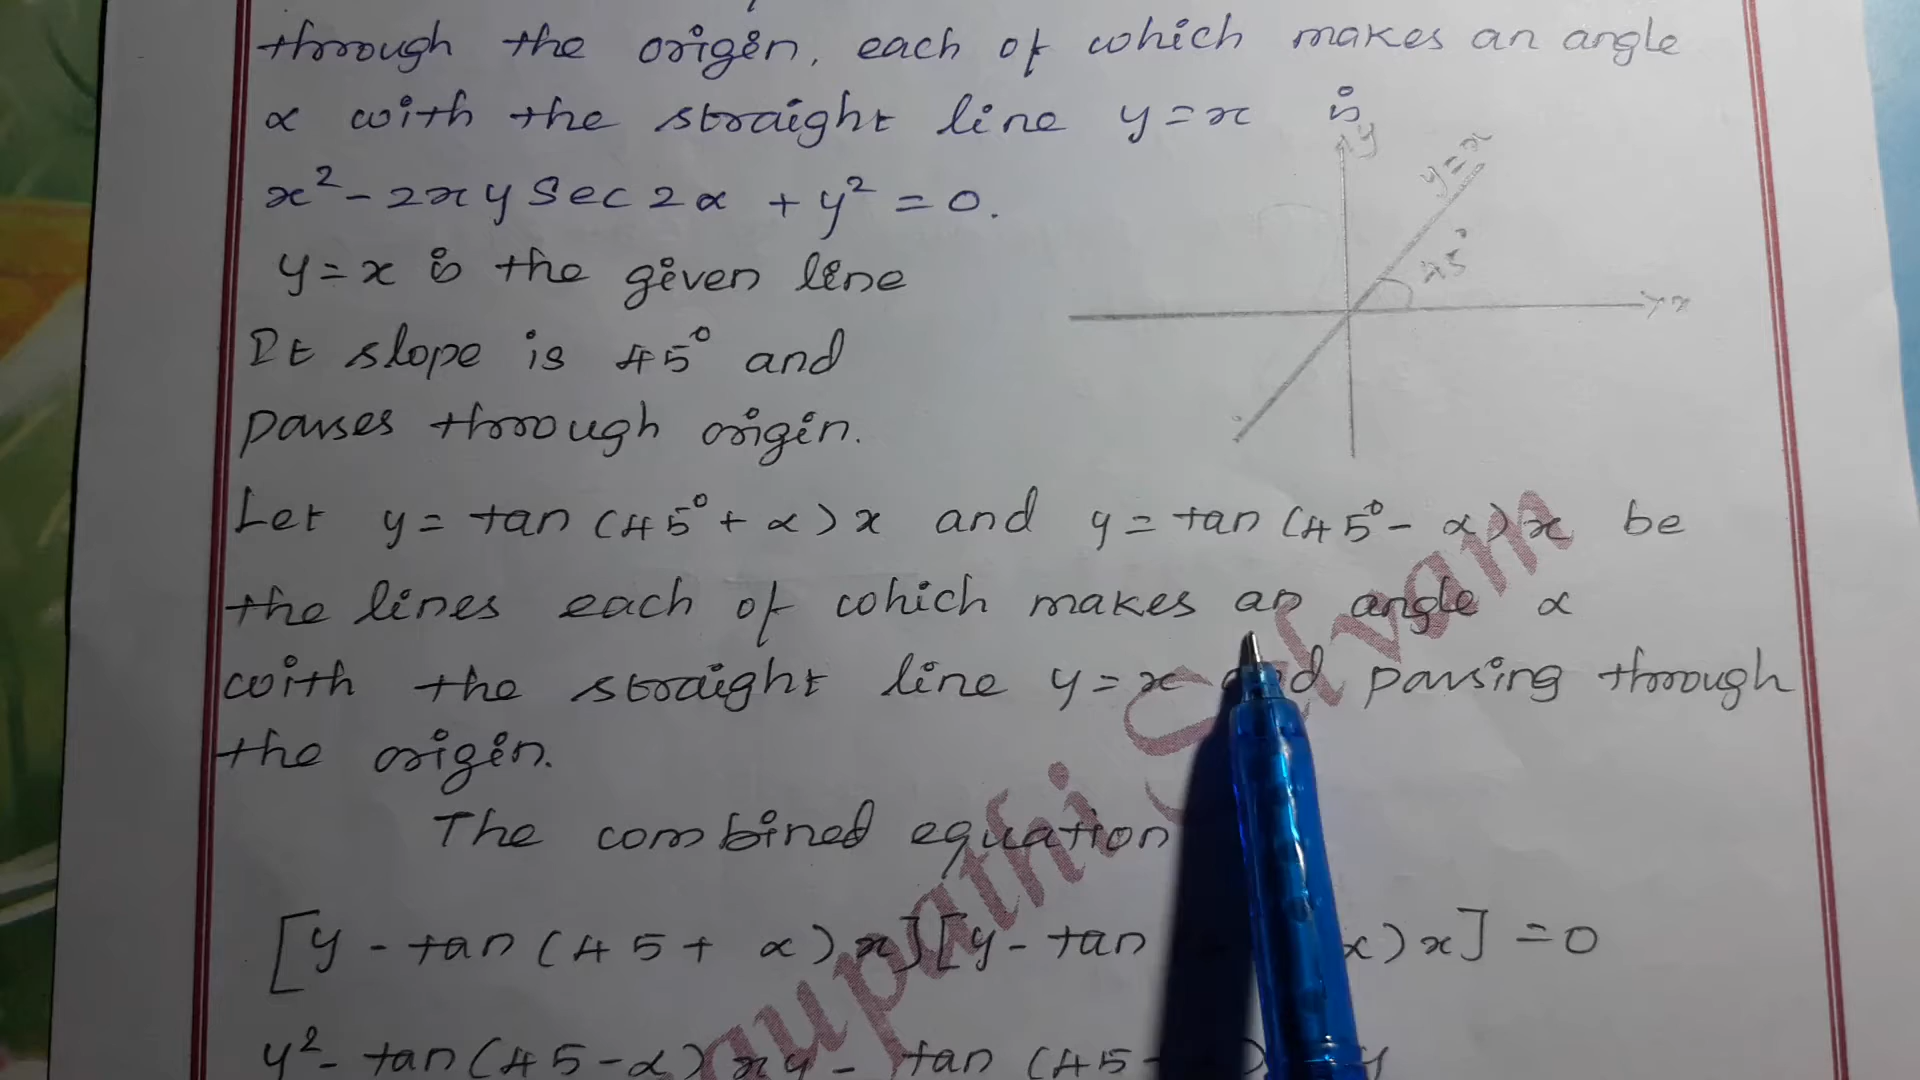 through the origin, each of which makes an angle
α with the straight line y=x is
x² - 2xy Sec 2α + y² = 0.
y=x is the given line
It slope is 45° and
passes through origin.
y
y=x
45°
x
Let y = tan (45° + α) x and y = tan (45° - α) x be
the lines each of which makes an angle α
with the straight line y=x and passing through
the origin.
The combined equation
[y - tan (45 + α) x][y - tan α) x] = 0
y² - tan (45-α) xy - tan (45 y
Selvam